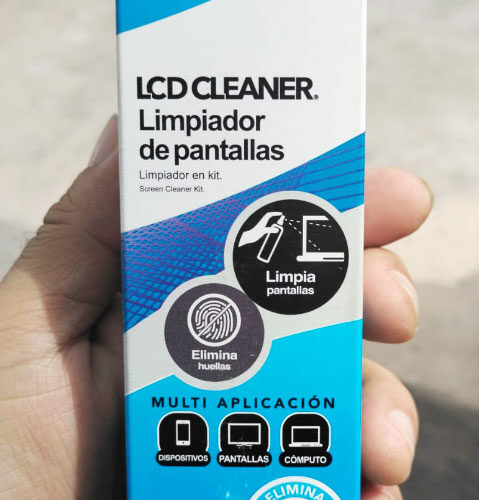 LCD CLEANER®
Limpiador
de pantallas
Limpiador en kit.
Screen Cleaner Kit.
Limpia
pantallas
Elimina
huellas
MULTI APLICACIÓN
DISPOSITIVOS PANTALLAS CÓMPUTO
ELIMINA